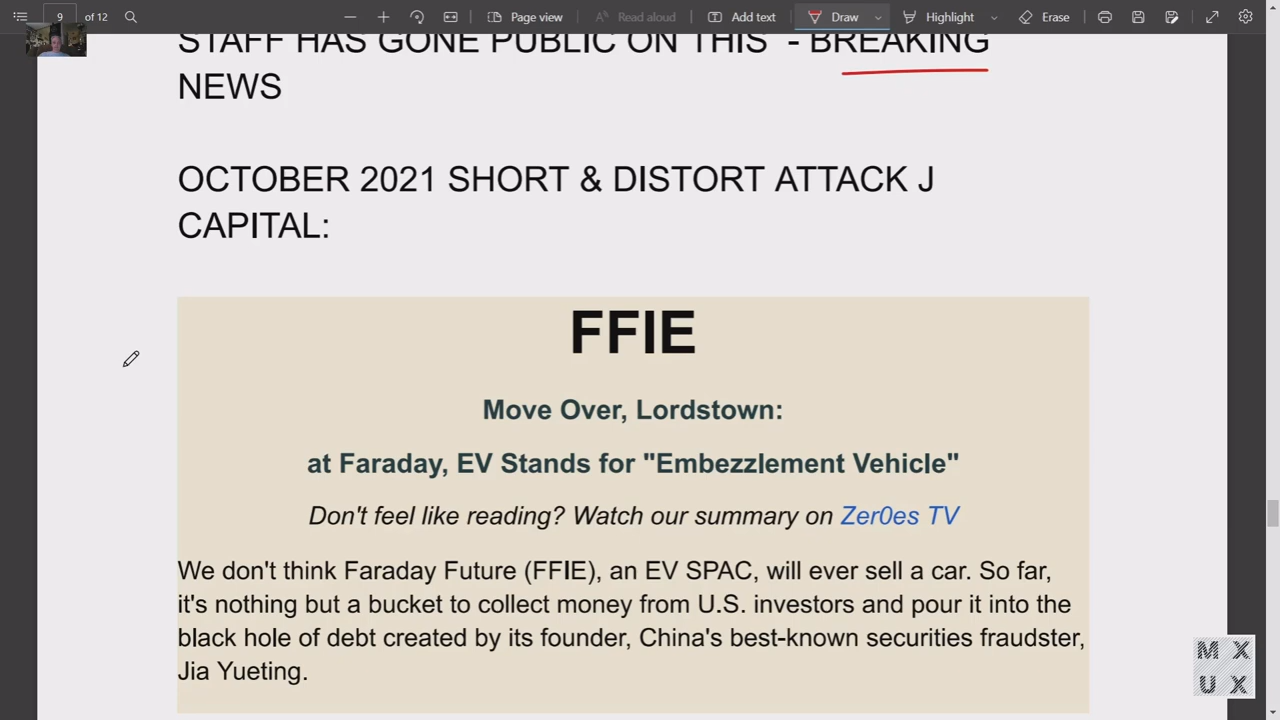 9 of 12 Page view Read aloud Add text Draw Highlight Erase
STAFF HAS GONE PUBLIC ON THIS - BREAKING
NEWS
OCTOBER 2021 SHORT & DISTORT ATTACK J
CAPITAL:
FFIE
Move Over, Lordstown:
at Faraday, EV Stands for "Embezzlement Vehicle"
Don't feel like reading? Watch our summary on Zer0es TV
We don't think Faraday Future (FFIE), an EV SPAC, will ever sell a car. So far,
it's nothing but a bucket to collect money from U.S. investors and pour it into the
black hole of debt created by its founder, China's best-known securities fraudster,
Jia Yueting.
M X
U X